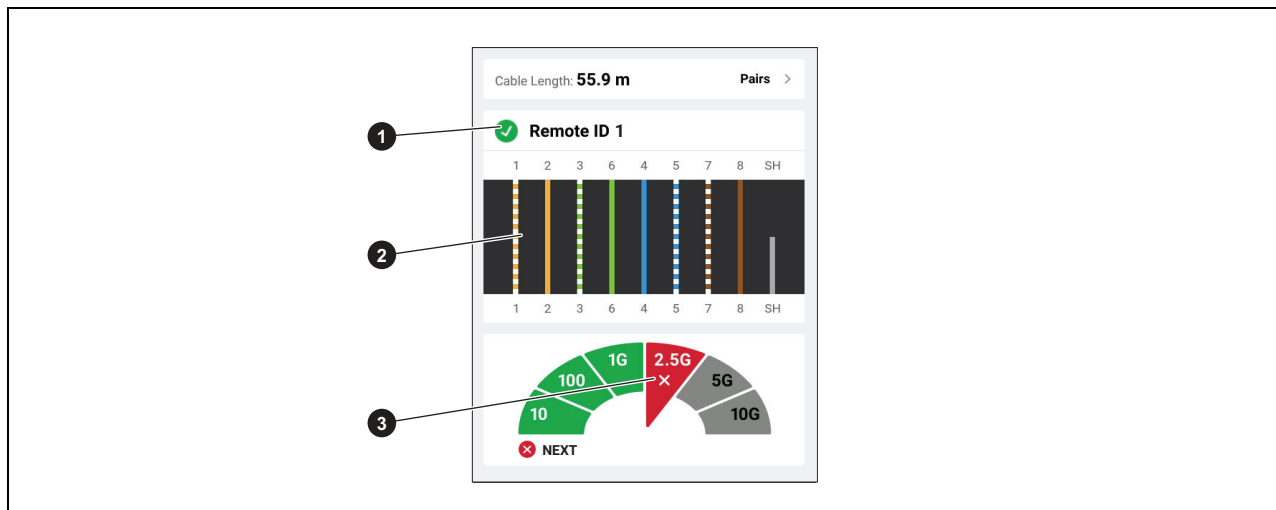 Cable Length: 55.9 m Pairs >
1 Remote ID 1
1 2 3 6 4 5 7 8 SH
2
1 2 3 6 4 5 7 8 SH
10 100 1G 2.5G 5G 10G
3
NEXT